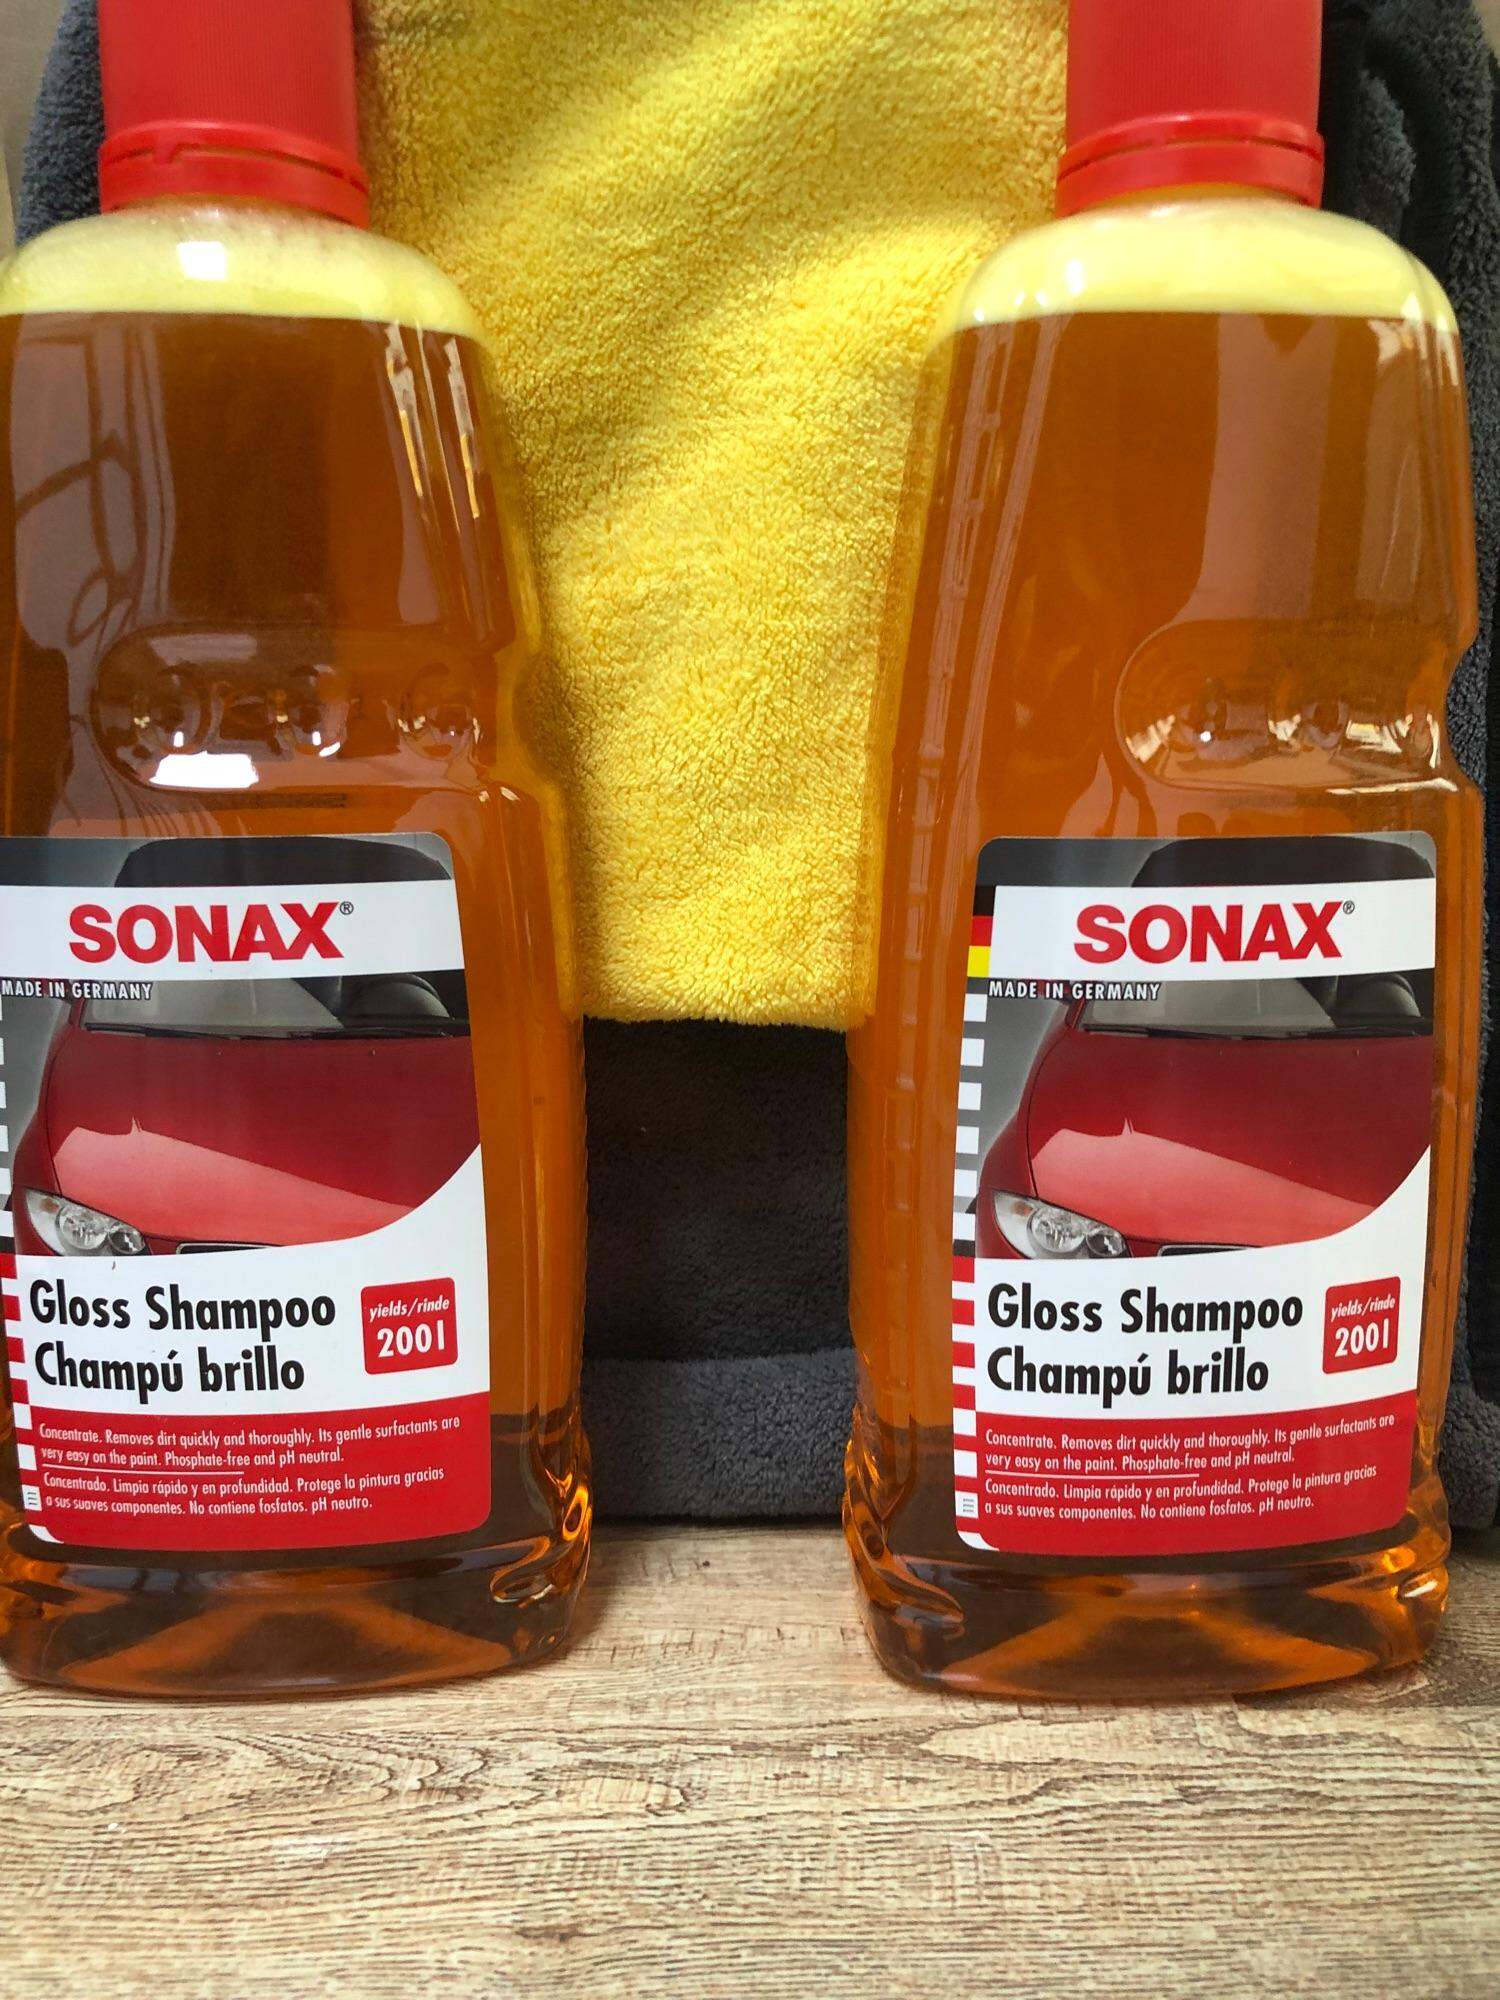 SONAX®
MADE IN GERMANY
Gloss Shampoo
Champú brillo
yields/rinde
200l
Concentrate. Removes dirt quickly and thoroughly. Its gentle surfactants are
very easy on the paint. Phosphate-free and pH neutral.
Concentrado. Limpia rápido y en profundidad. Protege la pintura gracias
a sus suaves componentes. No contiene fosfatos. pH neutro.
SONAX®
MADE IN GERMANY
Gloss Shampoo
Champú brillo
yields/rinde
200l
Concentrate. Removes dirt quickly and thoroughly. Its gentle surfactants are
very easy on the paint. Phosphate-free and pH neutral.
Concentrado. Limpia rápido y en profundidad. Protege la pintura gracias
a sus suaves componentes. No contiene fosfatos. pH neutro.